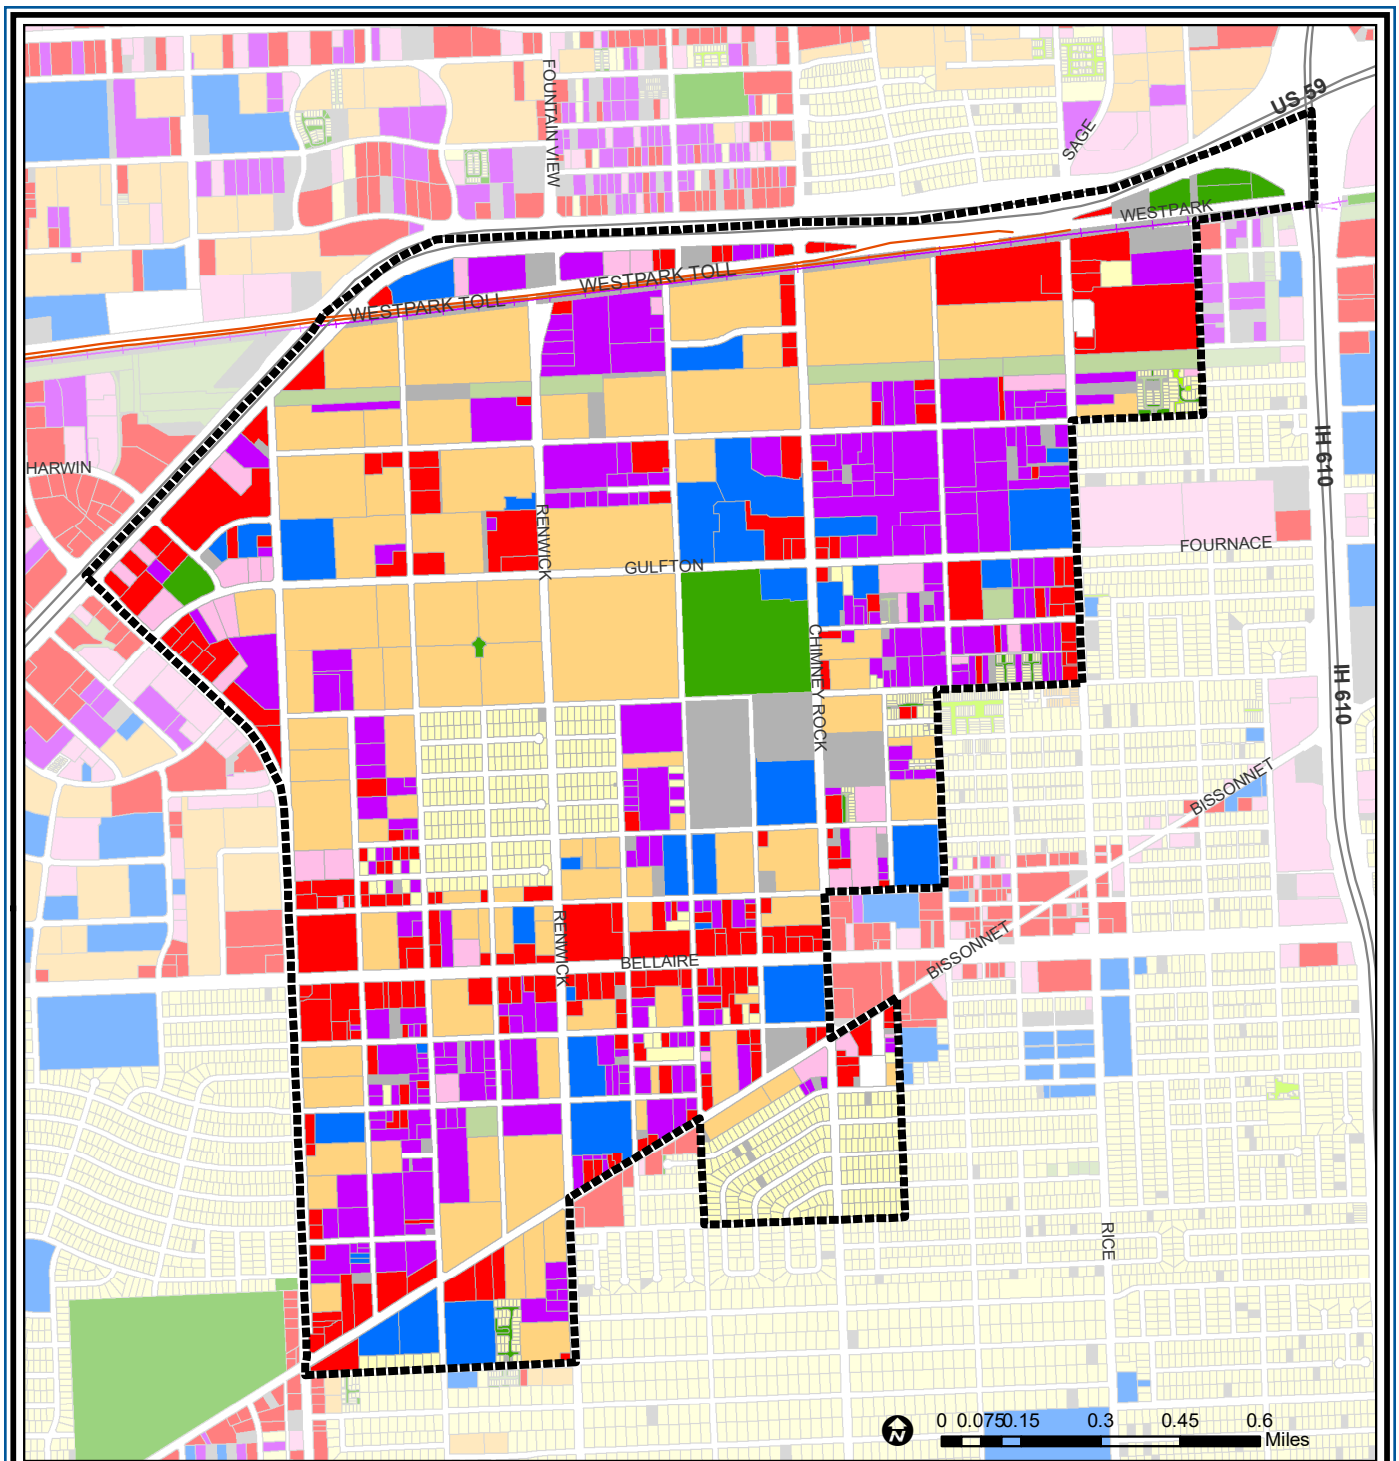 US 59
FOUNTAIN VIEW
SAGE
WESTPARK
WESTPARK TOLL
WESTPARK TOLL
IH 610
HARWIN
RENWICK
FOURNACE
GULFTON
CHIMNEY ROCK
IH 610
BISSONNET
RENWICK
BISSONNET
BELLAIRE
RICE
N
0 0.075 0.15 0.3 0.45 0.6
Miles